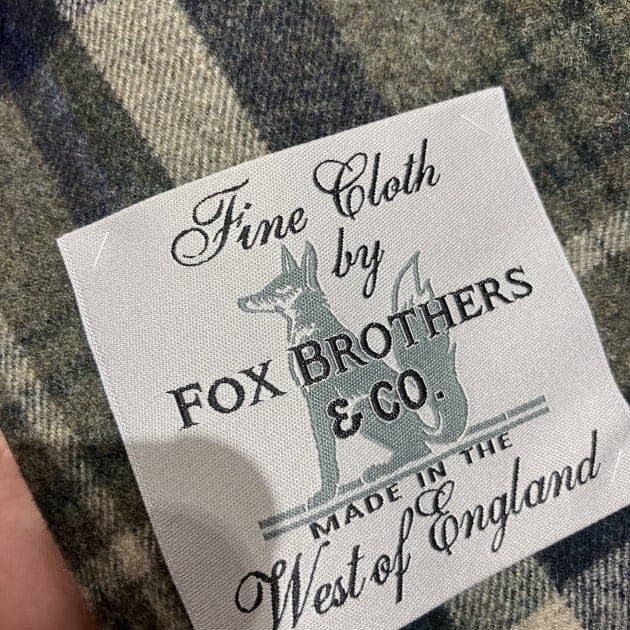 Fine Cloth
by
FOX BROTHERS
& CO.
MADE IN THE
West of England